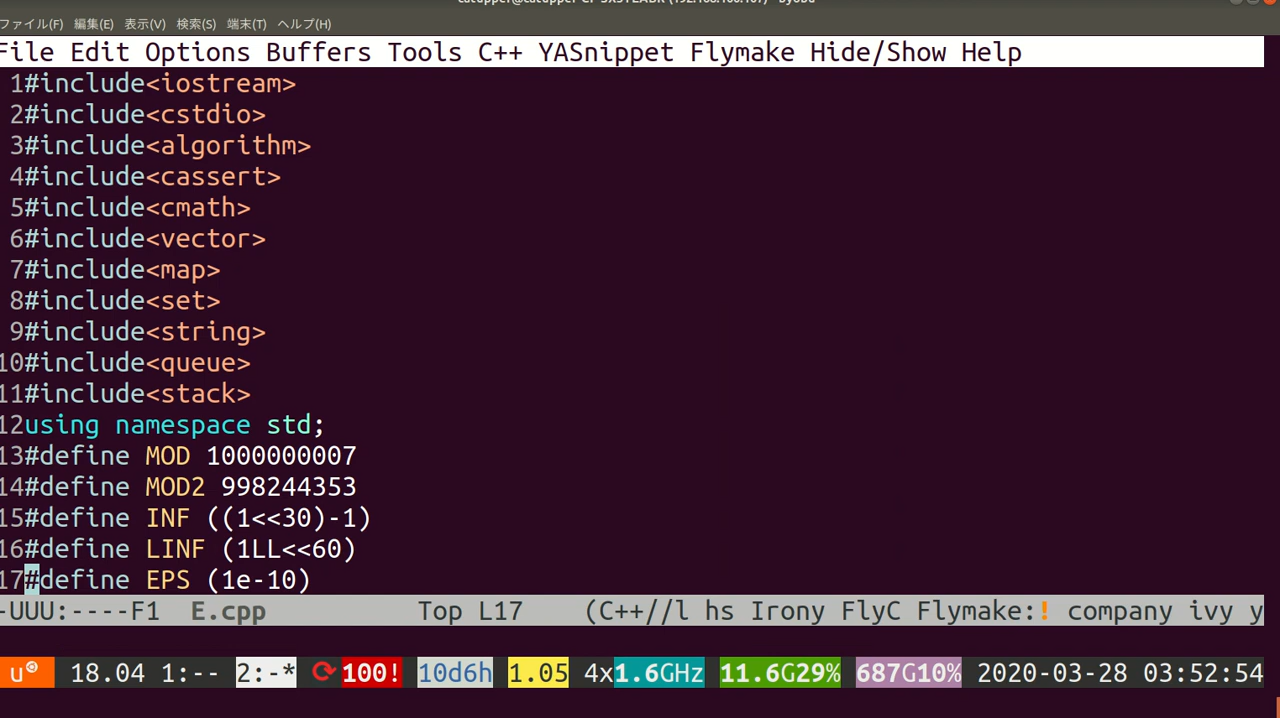 ファイル(F) 編集(E) 表示(V) 検索(S) 端末(T) ヘルプ(H)
File Edit Options Buffers Tools C++ YASnippet Flymake Hide/Show Help
1#include<iostream>
2#include<cstdio>
3#include<algorithm>
4#include<cassert>
5#include<cmath>
6#include<vector>
7#include<map>
8#include<set>
9#include<string>
10#include<queue>
11#include<stack>
12using namespace std;
13#define MOD 1000000007
14#define MOD2 998244353
15#define INF ((1<<30)-1)
16#define LINF (1LL<<60)
17#define EPS (1e-10)
-UUU:----F1 E.cpp Top L17 (C++//l hs Irony FlyC Flymake:! company ivy y
u 18.04 1:-- 2:-* 100! 10d6h 1.05 4x1.6GHz 11.6G29% 687G10% 2020-03-28 03:52:54